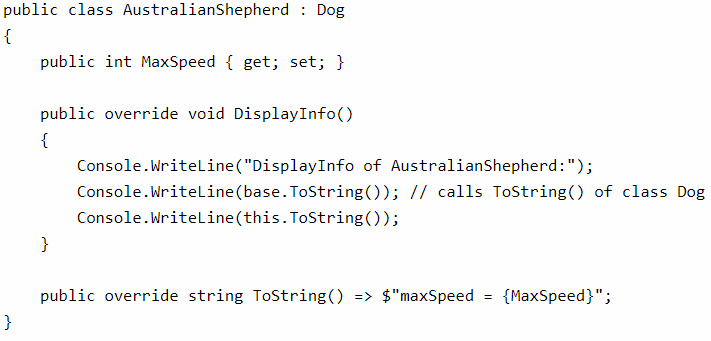 public class AustralianShepherd : Dog
{
    public int MaxSpeed { get; set; }

    public override void DisplayInfo()
    {
        Console.WriteLine("DisplayInfo of AustralianShepherd:");
        Console.WriteLine(base.ToString()); // calls ToString() of class Dog
        Console.WriteLine(this.ToString());
    }

    public override string ToString() => $"maxSpeed = {MaxSpeed}";
}